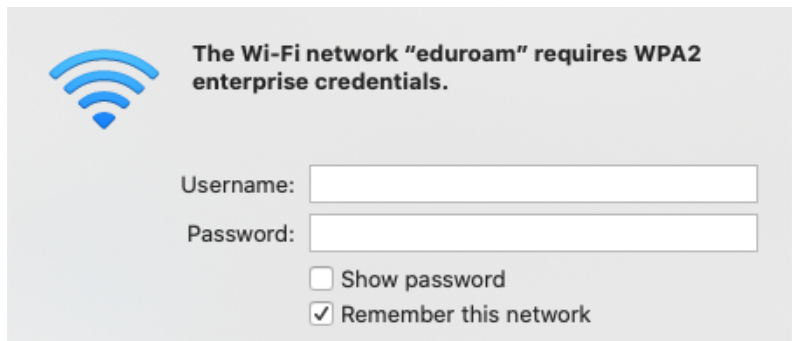 The Wi-Fi network “eduroam” requires WPA2
enterprise credentials.
Username:
Password:
Show password
Remember this network